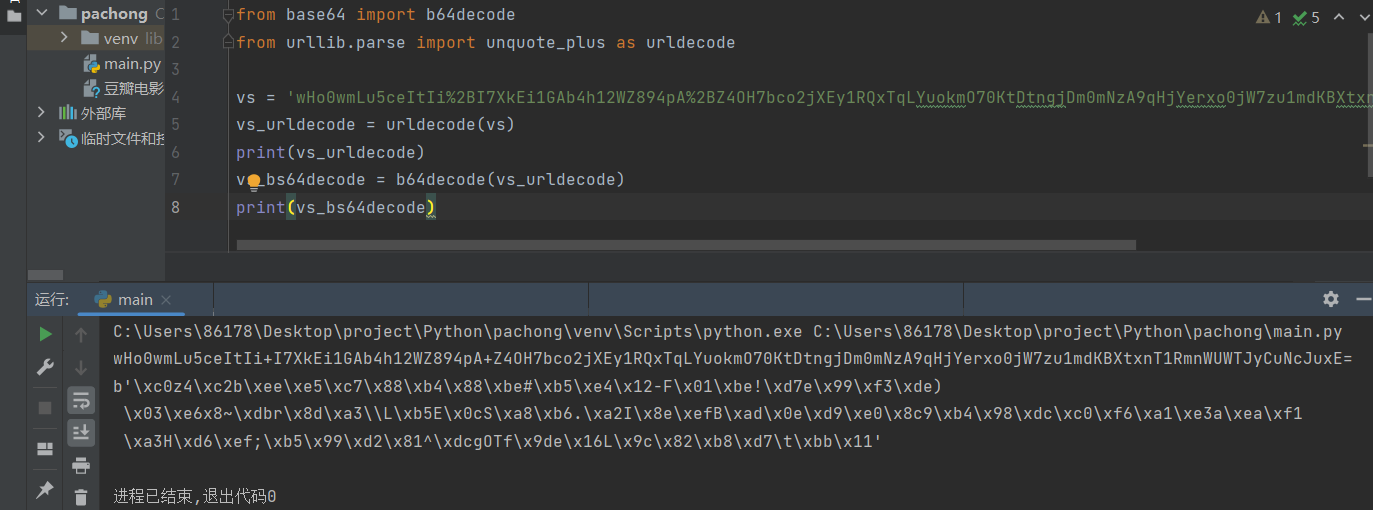 pachong C
venv lib
main.py
豆瓣电影
外部库
临时文件和控
1 from base64 import b64decode
2 from urllib.parse import unquote_plus as urldecode
3
4 vs = 'wHo0wmLu5ceItIi%2BI7XkEi1GAb4h12WZ894pA%2BZ4OH7bco2jXEy1RQxTqLYuokmO70KtDtngjDm0mNzA9qHjYerxo0jW7zu1mdKBXtxn
5 vs_urldecode = urldecode(vs)
6 print(vs_urldecode)
7 v _bs64decode = b64decode(vs_urldecode)
8 print(vs_bs64decode)
1 5
运行: main
C:\Users\86178\Desktop\project\Python\pachong\venv\Scripts\python.exe C:\Users\86178\Desktop\project\Python\pachong\main.py
wHo0wmLu5ceItIi+I7XkEi1GAb4h12WZ894pA+Z4OH7bco2jXEy1RQxTqLYuokmO70KtDtngjDm0mNzA9qHjYerxo0jW7zu1mdKBXtxnT1RmnWUWTJyCuNcJuxE=
b'\xc0z4\xc2b\xee\xe5\xc7\x88\xb4\x88\xbe#\xb5\xe4\x12-F\x01\xbe!\xd7e\x99\xf3\xde)
\x03\xe6x8~\xdbr\x8d\xa3\\L\xb5E\x0cS\xa8\xb6.\xa2I\x8e\xefB\xad\x0e\xd9\xe0\x8c9\xb4\x98\xdc\xc0\xf6\xa1\xe3a\xea\xf1
\xa3H\xd6\xef;\xb5\x99\xd2\x81^\xdcgOTf\x9de\x16L\x9c\x82\xb8\xd7\t\xbb\x11'
进程已结束,退出代码0